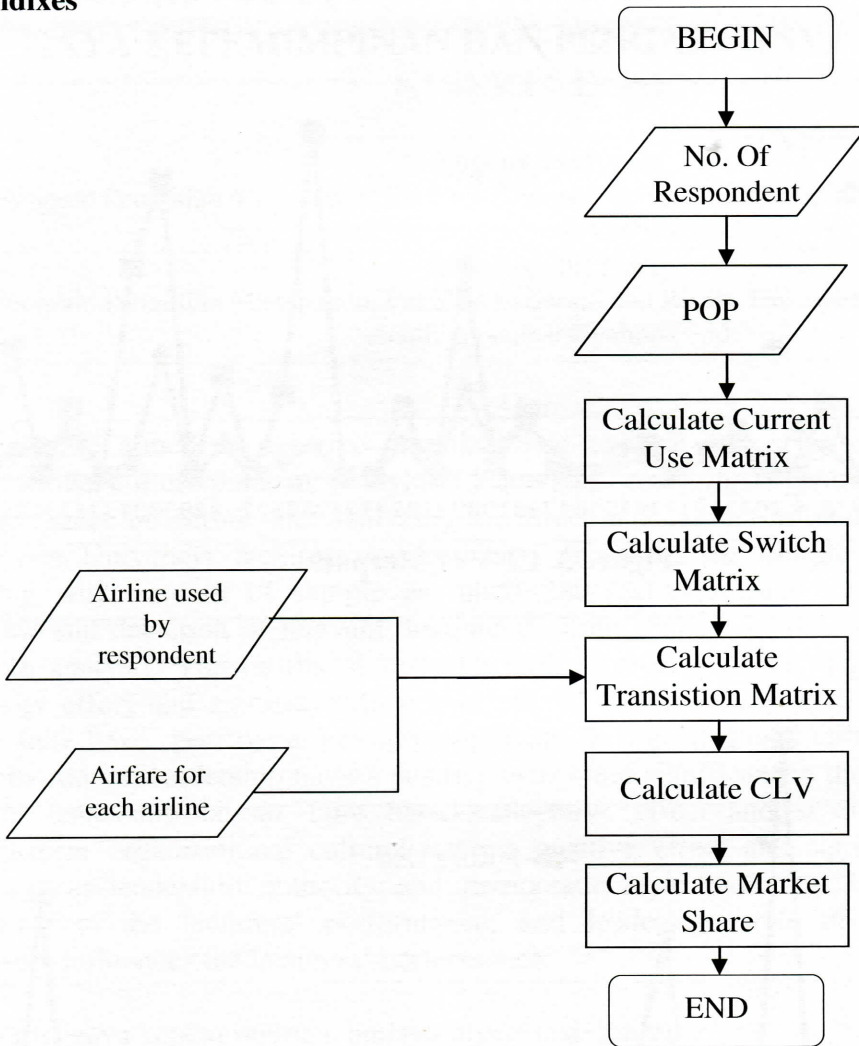 ndixes
BEGIN
No. Of
Respondent
POP
Calculate Current
Use Matrix
Calculate Switch
Matrix
Airline used
by
respondent
Calculate
Transistion Matrix
Airfare for
each airline
Calculate CLV
Calculate Market
Share
END